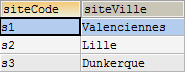 siteCode siteVille
s1 Valenciennes
s2 Lille
s3 Dunkerque